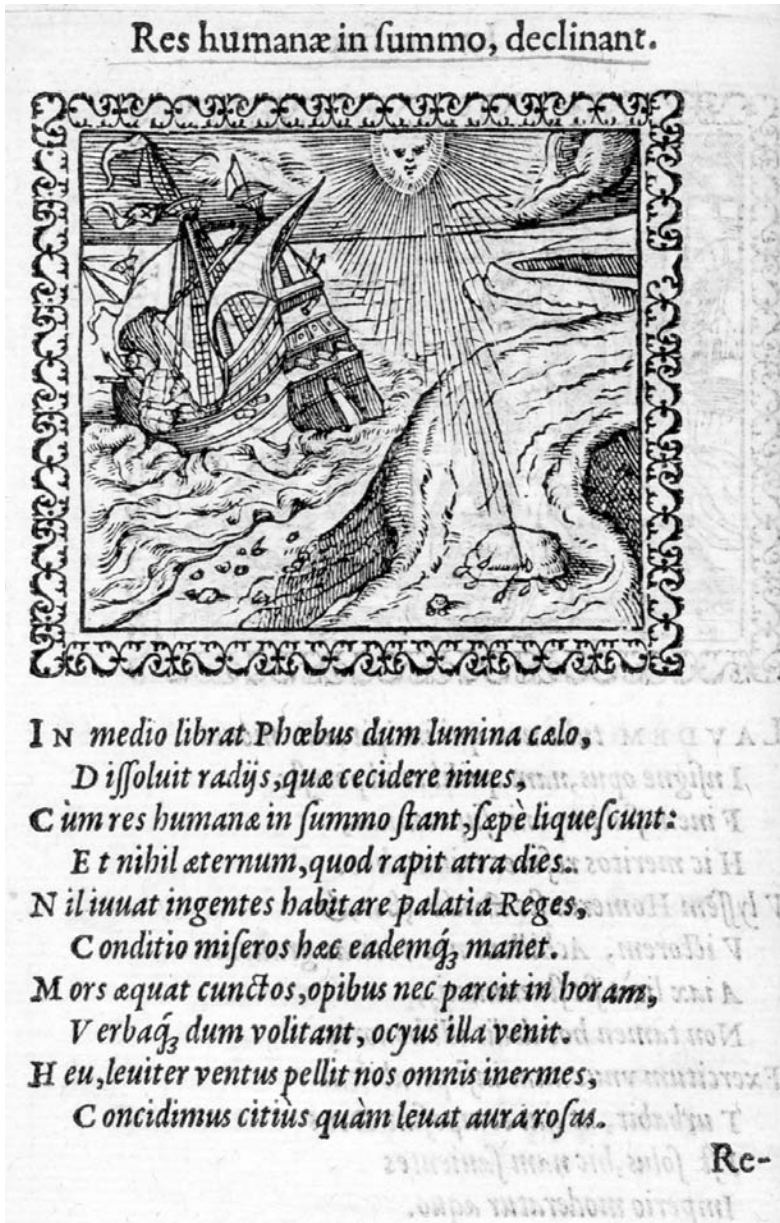 Res humanæ in ſummo, declinant.
IN medio librat Phœbus dum lumina cælo,
Diſſoluit radijs, quæ cecidere niues,
Cùm res humanæ in ſummo ſtant, ſæpè liqueſcunt:
Et nihil æternum, quod rapit atra dies.
Nil iuuat ingentes habitare palatia Reges,
Conditio miſeros hæc eademq́ꝫ manet.
Mors æquat cunctos, opibus nec parcit in horam,
Verbaq́ꝫ dum volitant, ocyus illa venit.
Heu, leuiter ventus pellit nos omnis inermes,
Concidimus citiùs quàm leuat aura roſas.
Re-